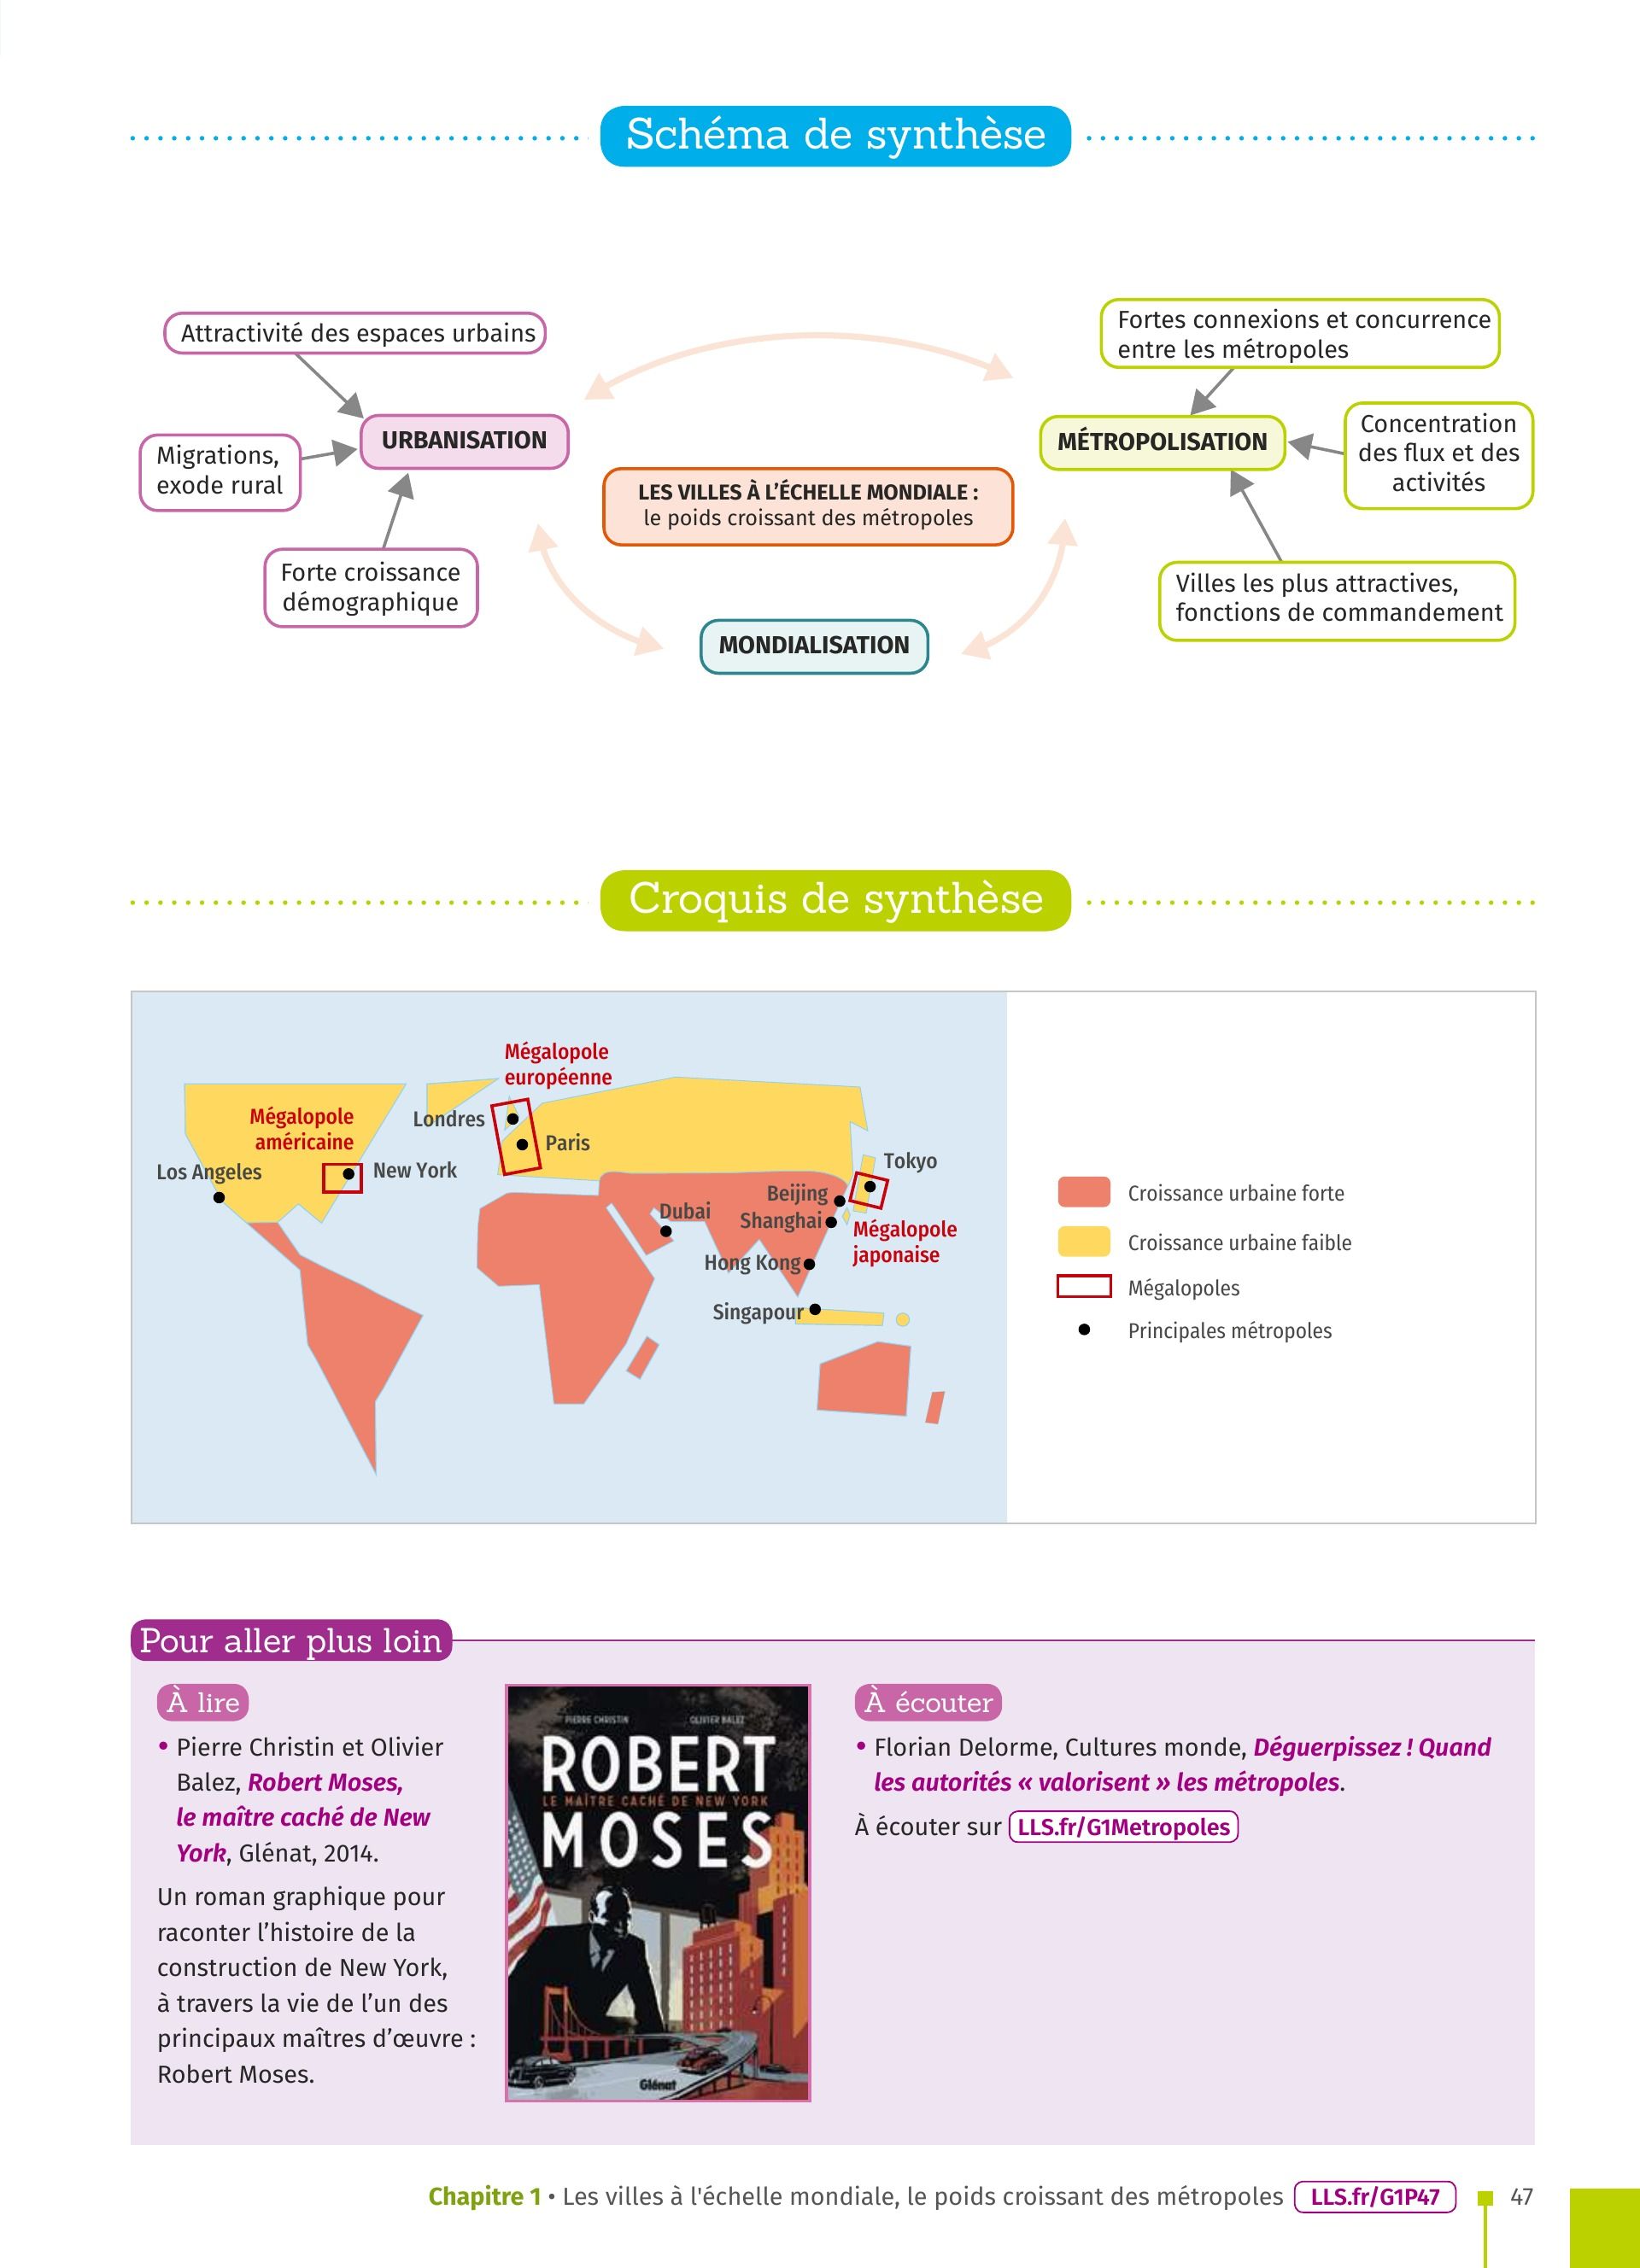 Schéma de synthèse
Attractivité des espaces urbains
Migrations,
exode rural
Forte croissance
démographique
URBANISATION
LES VILLES À L’ÉCHELLE MONDIALE :
le poids croissant des métropoles
MONDIALISATION
MÉTROPOLISATION
Fortes connexions et concurrence
entre les métropoles
Concentration
des flux et des
activités
Villes les plus attractives,
fonctions de commandement
Croquis de synthèse
Mégalopole
européenne
Mégalopole
américaine
Londres
Paris
Los Angeles
New York
Tokyo
Beijing
Dubai
Shanghai
Mégalopole
japonaise
Hong Kong
Singapour
Croissance urbaine forte
Croissance urbaine faible
Mégalopoles
Principales métropoles
Pour aller plus loin
À lire
• Pierre Christin et Olivier
Balez, Robert Moses,
le maître caché de New
York, Glénat, 2014.
Un roman graphique pour
raconter l’histoire de la
construction de New York,
à travers la vie de l’un des
principaux maîtres d’œuvre :
Robert Moses.
PIERRE CHRISTIN OLIVIER BALEZ
ROBERT
LE MAÎTRE CACHÉ DE NEW YORK
MOSES
Glénat
À écouter
• Florian Delorme, Cultures monde, Déguerpissez ! Quand
les autorités « valorisent » les métropoles.
À écouter sur LLS.fr/G1Metropoles
Chapitre 1 • Les villes à l'échelle mondiale, le poids croissant des métropoles LLS.fr/G1P47 47